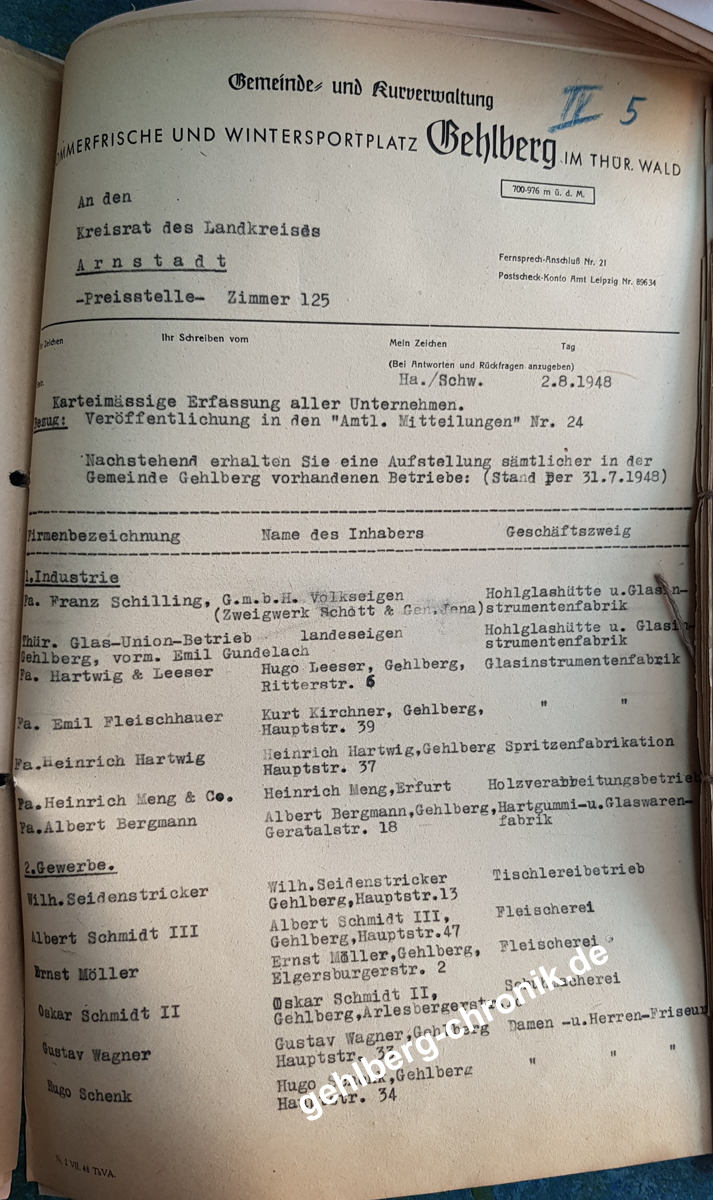 Gemeinde- und Kurverwaltung
IV 5
MMERFRISCHE UND WINTERSPORTPLATZ Gehlberg IM THÜR. WALD
700-976 m ü. d. M.
An den
Kreisrat des Landkreises
Arnstadt
-Preisstelle- Zimmer 125
Fernsprech-Anschluß Nr. 21
Postscheck-Konto Amt Leipzig Nr. 89634
Zeichen Ihr Schreiben vom Mein Zeichen Tag
(Bei Antworten und Rückfragen anzugeben)
Ha./Schw. 2.8.1948
Karteimässige Erfassung aller Unternehmen.
Bezug: Veröffentlichung in den "Amtl. Mitteilungen" Nr. 24
Nachstehend erhalten Sie eine Aufstellung sämtlicher in der
Gemeinde Gehlberg vorhandenen Betriebe: (Stand per 31.7.1948)
Firmenbezeichnung Name des Inhabers Geschäftszweig
1.Industrie
Fa. Franz Schilling, G.m.b.H. Volkseigen Hohlglashütte u.Glasin-
(Zweigwerk Schott & Gen.Jena) strumentenfabrik
Thür. Glas-Union-Betrieb landeseigen Hohlglashütte u. Glasin-
Gehlberg, vorm. Emil Gundelach strumentenfabrik
Fa. Hartwig & Leeser Hugo Leeser, Gehlberg, Glasinstrumentenfabrik
Ritterstr. 6
Fa. Emil Fleischhauer Kurt Kirchner, Gehlberg, " "
Hauptstr. 39
Fa.Heinrich Hartwig Heinrich Hartwig,Gehlberg Spritzenfabrikation
Hauptstr. 37
Fa.Heinrich Meng & Co. Heinrich Meng,Erfurt Holzverabbeitungsbetrie
Fa.Albert Bergmann Albert Bergmann,Gehlberg, Hartgummi-u.Glaswaren-
Geratalstr. 18 fabrik
2.Gewerbe.
Wilh.Seidenstricker Wilh.Seidenstricker Tischlereibetrieb
Gehlberg,Hauptstr.13
Albert Schmidt III Albert Schmidt III, Fleischerei
Gehlberg,Hauptstr.47
Ernst Möller Ernst Möller,Gehlberg, Fleischerei
Elgersburgerstr. 2
Oskar Schmidt II Oskar Schmidt II, Schuhmacherei
Gehlberg,Arlesbergerstr.
Gustav Wagner Gustav Wagner,Gehlberg Damen -u.Herren-Friseur
Hauptstr. 33
Hugo Schenk Hugo Schenk,Gehlberg " " "
Hauptstr. 34
gehlberg-chronik.de